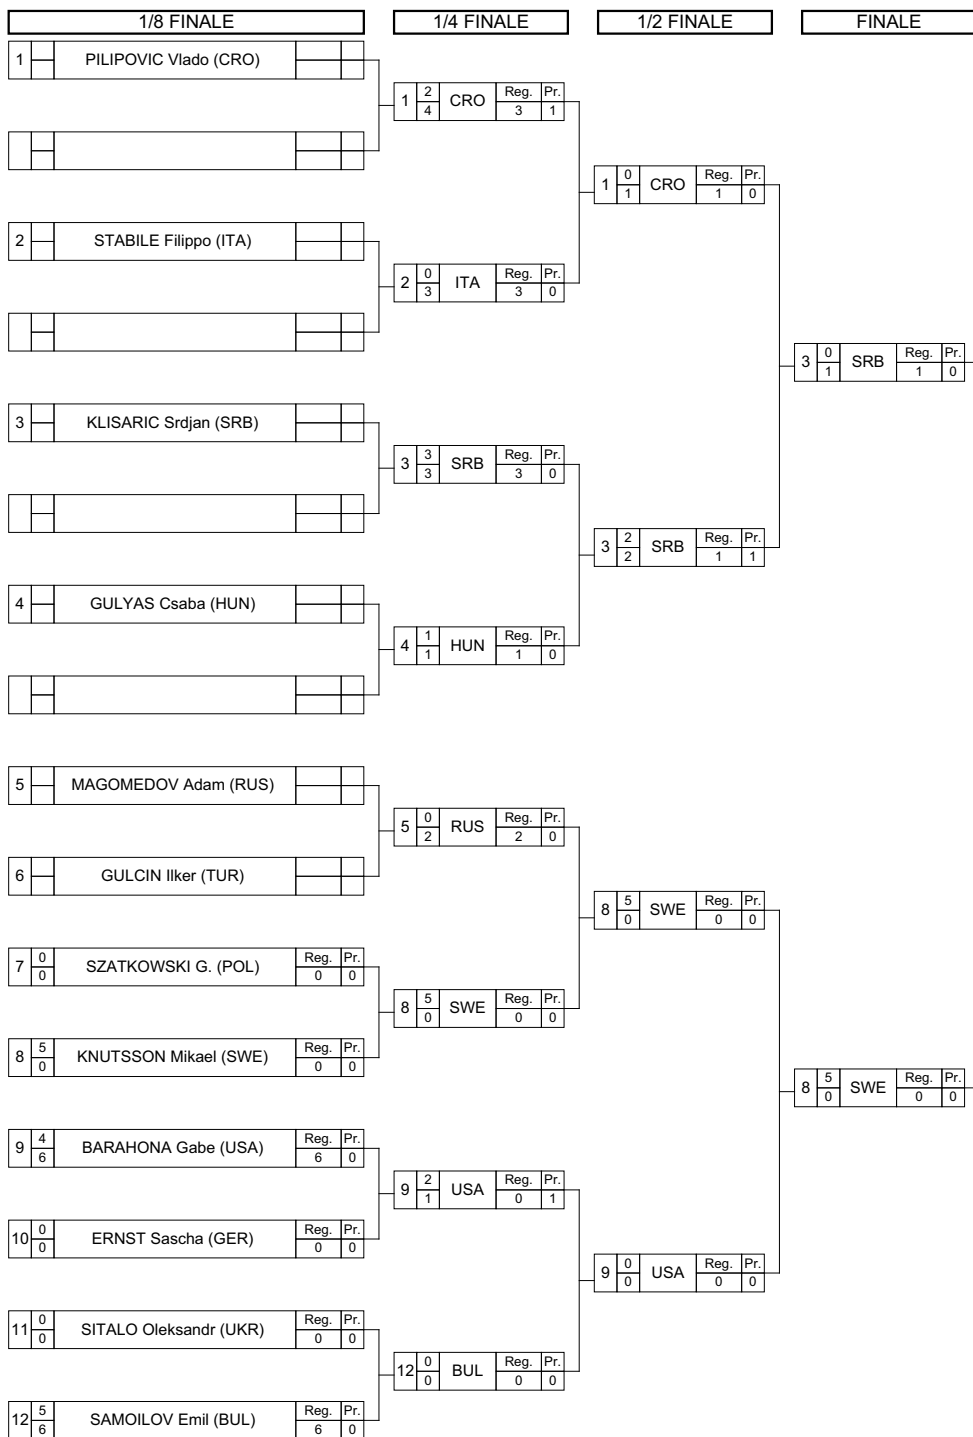 1/8 FINALE 1/4 FINALE 1/2 FINALE FINALE
1 PILIPOVIC Vlado (CRO)
1 2 4 CRO Reg. 3 Pr. 1
1 0 1 CRO Reg. 1 Pr. 0
2 STABILE Filippo (ITA)
2 0 3 ITA Reg. 3 Pr. 0
3 0 1 SRB Reg. 1 Pr. 0
3 KLISARIC Srdjan (SRB)
3 3 3 SRB Reg. 3 Pr. 0
3 2 2 SRB Reg. 1 Pr. 1
4 GULYAS Csaba (HUN)
4 1 1 HUN Reg. 1 Pr. 0
5 MAGOMEDOV Adam (RUS)
5 0 2 RUS Reg. 2 Pr. 0
6 GULCIN Ilker (TUR)
8 5 0 SWE Reg. 0 Pr. 0
7 0 0 SZATKOWSKI G. (POL) Reg. 0 Pr. 0
8 5 0 SWE Reg. 0 Pr. 0
8 5 0 KNUTSSON Mikael (SWE) Reg. 0 Pr. 0
8 5 0 SWE Reg. 0 Pr. 0
9 4 6 BARAHONA Gabe (USA) Reg. 6 Pr. 0
9 2 1 USA Reg. 0 Pr. 1
10 0 0 ERNST Sascha (GER) Reg. 0 Pr. 0
9 0 0 USA Reg. 0 Pr. 0
11 0 0 SITALO Oleksandr (UKR) Reg. 0 Pr. 0
12 0 0 BUL Reg. 0 Pr. 0
12 5 6 SAMOILOV Emil (BUL) Reg. 6 Pr. 0